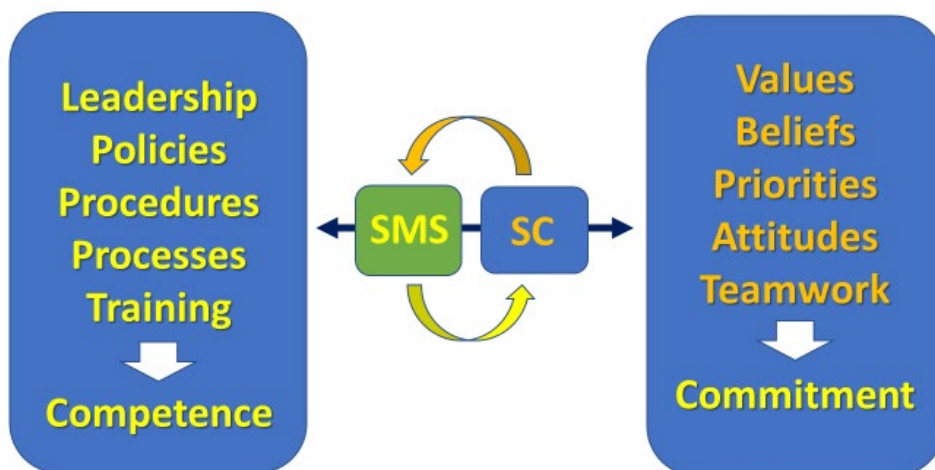 Leadership
Policies
Procedures
Processes
Training
Competence
SMS
SC
Values
Beliefs
Priorities
Attitudes
Teamwork
Commitment